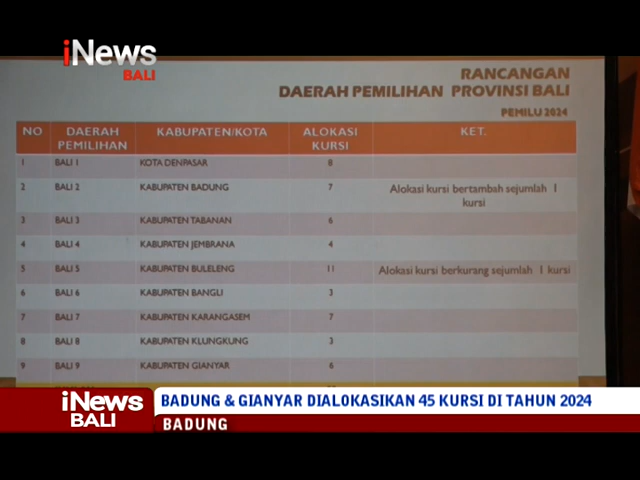 iNews
BALI
RANCANGAN
DAERAH PEMILIHAN PROVINSI BALI
PEMILU 2024
NO DAERAH PEMILIHAN KABUPATEN/KOTA ALOKASI KURSI KET.
1 BALI 1 KOTA DENPASAR 8
2 BALI 2 KABUPATEN BADUNG 7 Alokasi kursi bertambah sejumlah 1 kursi
3 BALI 3 KABUPATEN TABANAN 6
4 BALI 4 KABUPATEN JEMBRANA 4
5 BALI 5 KABUPATEN BULELENG 11 Alokasi kursi berkurang sejumlah 1 kursi
6 BALI 6 KABUPATEN BANGLI 3
7 BALI 7 KABUPATEN KARANGASEM 7
8 BALI 8 KABUPATEN KLUNGKUNG 3
9 BALI 9 KABUPATEN GIANYAR 6
iNews
BALI
BADUNG & GIANYAR DIALOKASIKAN 45 KURSI DI TAHUN 2024
BADUNG